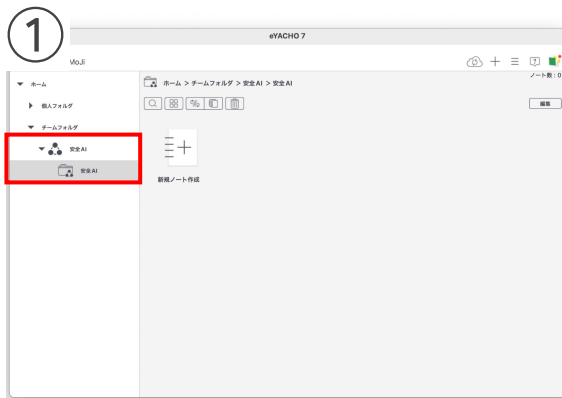 ①
eYACHO 7
MoJi
ノート数：0
ホーム
ホーム > チームフォルダ > 安全AI > 安全AI
個人フォルダ
編集
チームフォルダ
安全AI
安全AI
新規ノート作成